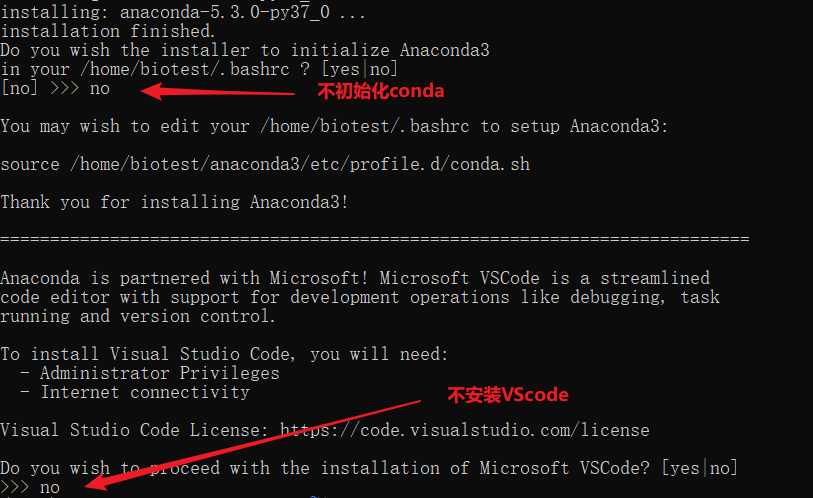 installing: anaconda-5.3.0-py37_0 ...
installation finished.
Do you wish the installer to initialize Anaconda3
in your /home/biotest/.bashrc ? [yes|no]
[no] >>> no
不初始化conda
You may wish to edit your /home/biotest/.bashrc to setup Anaconda3:
source /home/biotest/anaconda3/etc/profile.d/conda.sh
Thank you for installing Anaconda3!
===========================================================================
Anaconda is partnered with Microsoft! Microsoft VSCode is a streamlined
code editor with support for development operations like debugging, task
running and version control.
To install Visual Studio Code, you will need:
- Administrator Privileges
- Internet connectivity
不安装VScode
Visual Studio Code License: https://code.visualstudio.com/license
Do you wish to proceed with the installation of Microsoft VSCode? [yes|no]
>>> no